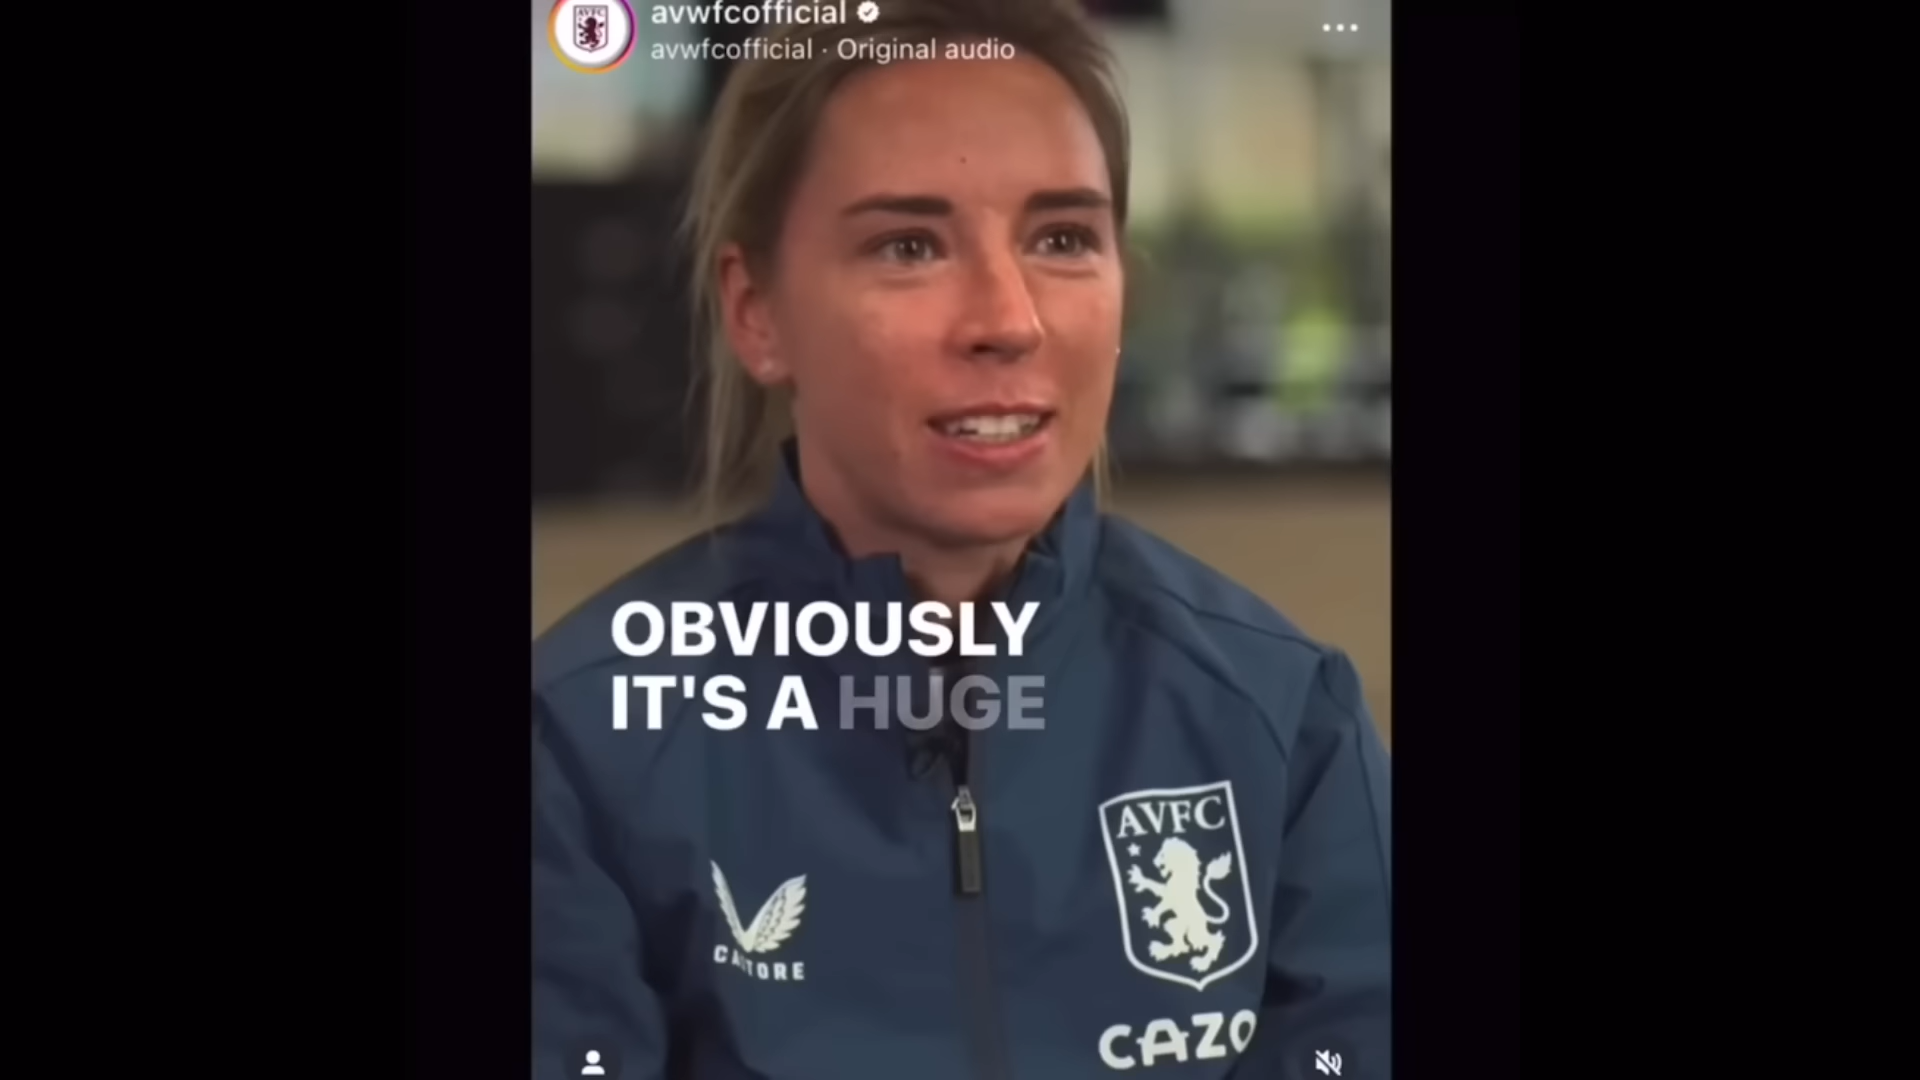 avwfcofficial
avwfcofficial · Original audio
OBVIOUSLY
IT'S A HUGE
AVFC
CASTORE
CAZO